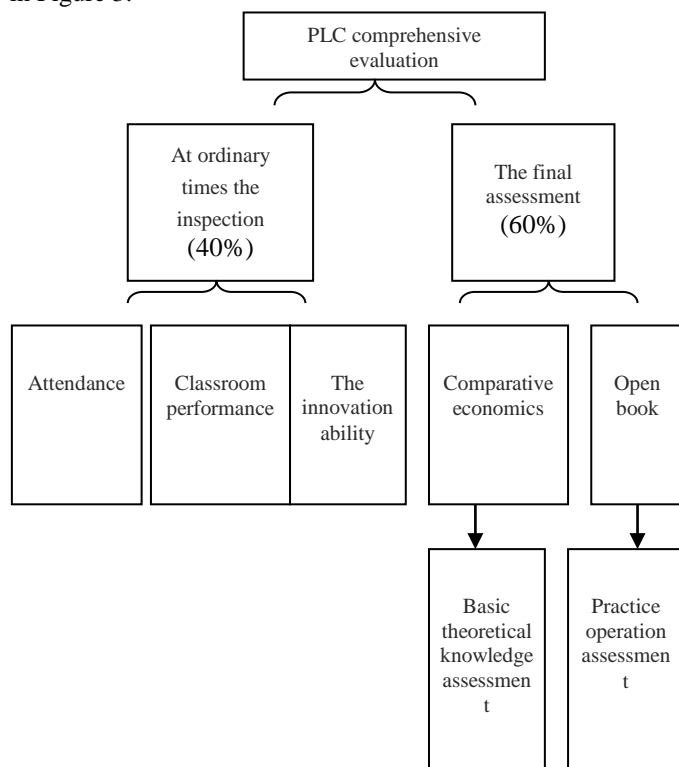 in Figure 3.
PLC comprehensive
evaluation
At ordinary
times the
inspection
(40%)
The final
assessment
(60%)
Attendance
Classroom
performance
The
innovation
ability
Comparative
economics
Open
book
Basic
theoretical
knowledge
assessmen
t
Practice
operation
assessmen
t